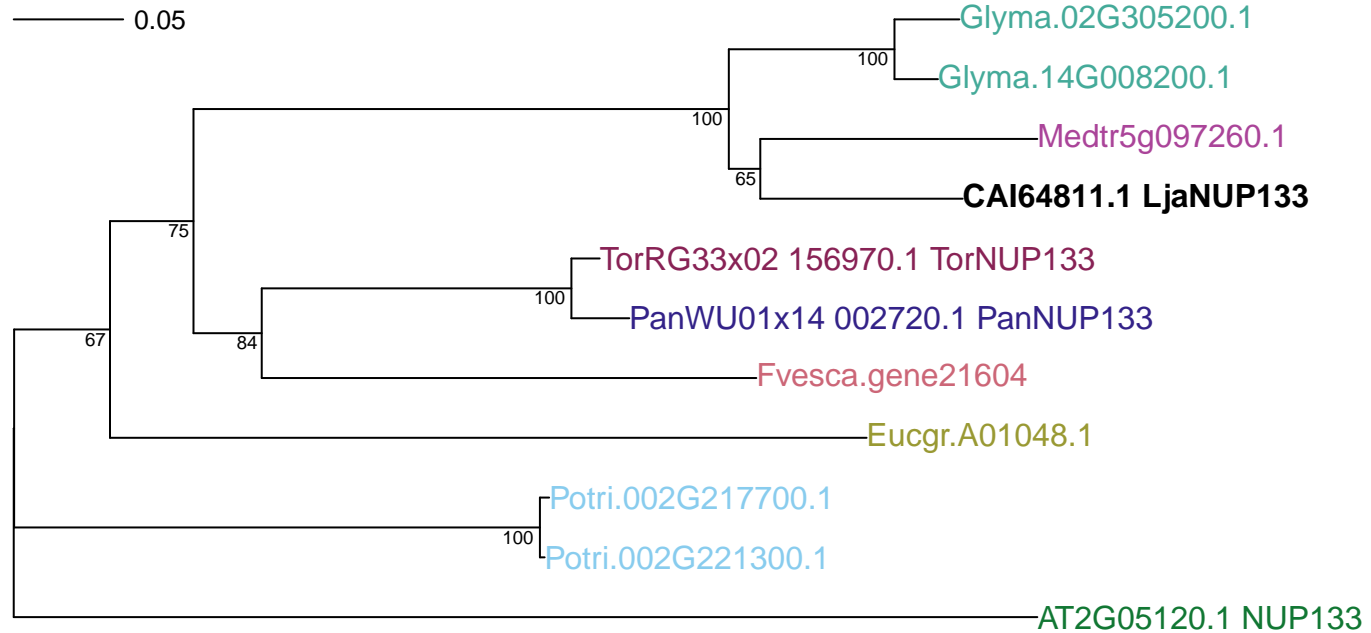 0.05
Glyma.02G305200.1
100
Glyma.14G008200.1
100
Medtr5g097260.1
65
CAI64811.1 LjaNUP133
75
TorRG33x02 156970.1 TorNUP133
100
PanWU01x14 002720.1 PanNUP133
67
84
Fvesca.gene21604
Eucgr.A01048.1
Potri.002G217700.1
100
Potri.002G221300.1
AT2G05120.1 NUP133